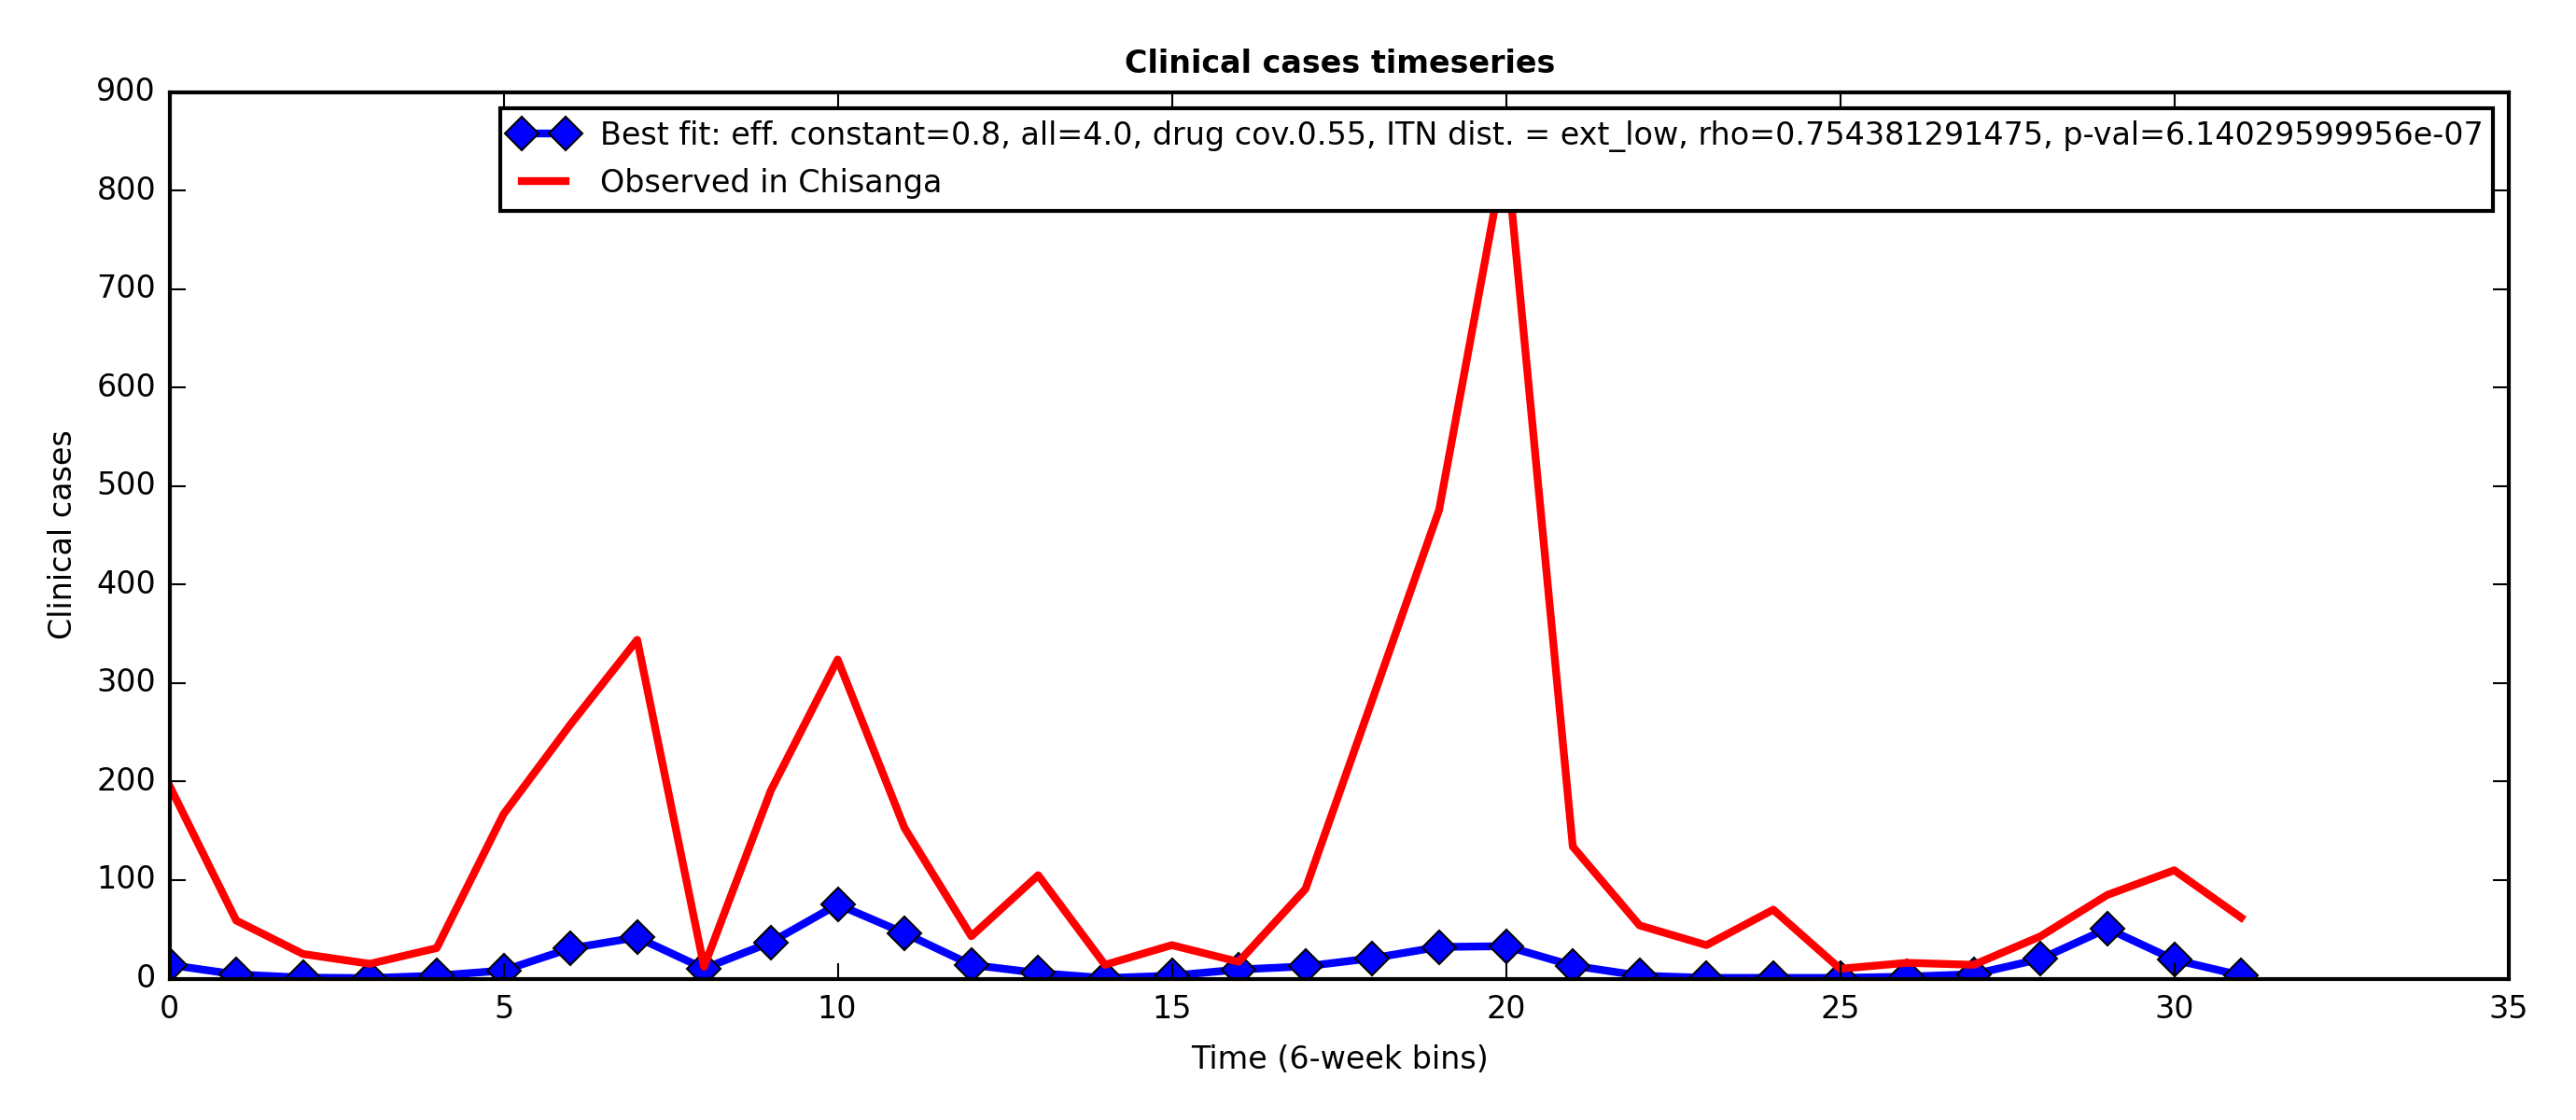 Clinical cases timeseries
900
800
700
600
500
400
300
200
100
0
Clinical cases
Best fit: eff. constant=0.8, all=4.0, drug cov.0.55, ITN dist. = ext_low, rho=0.754381291475, p-val=6.14029599956e-07
Observed in Chisanga
0 5 10 15 20 25 30 35
Time (6-week bins)